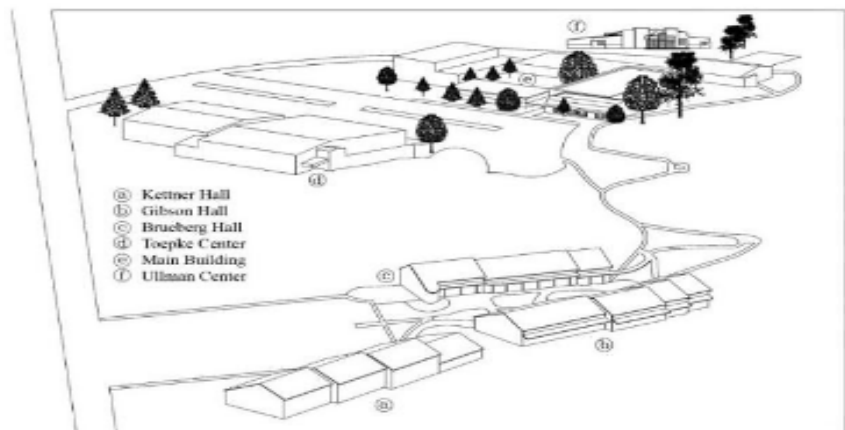 ⓕ
ⓔ
ⓓ
ⓐ Kettner Hall
ⓑ Gibson Hall
ⓒ Brueberg Hall
ⓓ Toepke Center
ⓔ Main Building
ⓕ Ullman Center
ⓒ
ⓑ
ⓐ